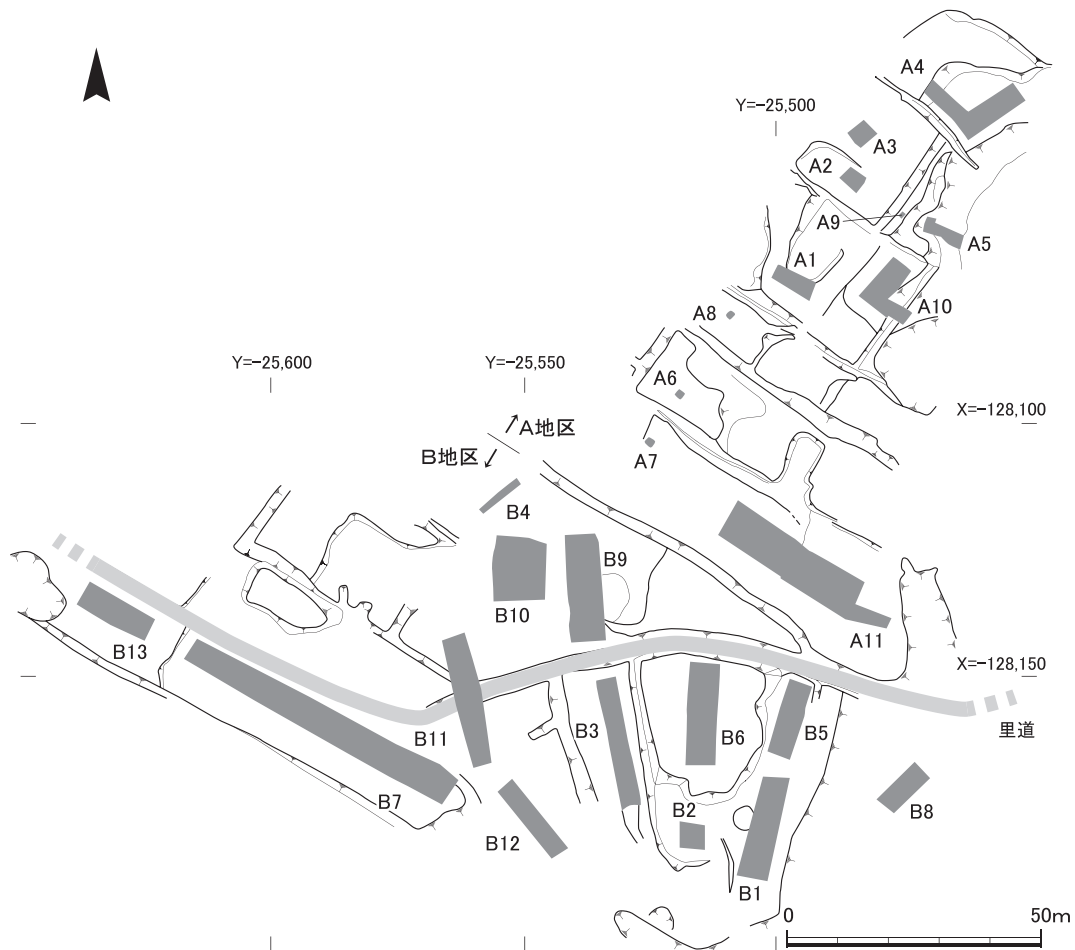 A4
Y=−25,500
A3
A2
A9
A5
A1
A10
A8
Y=−25,600
Y=−25,550
A6
X=−128,100
A地区
B地区
A7
B4
B9
B10
A11
B13
X=−128,150
里道
B11
B3
B6
B5
B7
B2
B8
B12
B1
0
50m